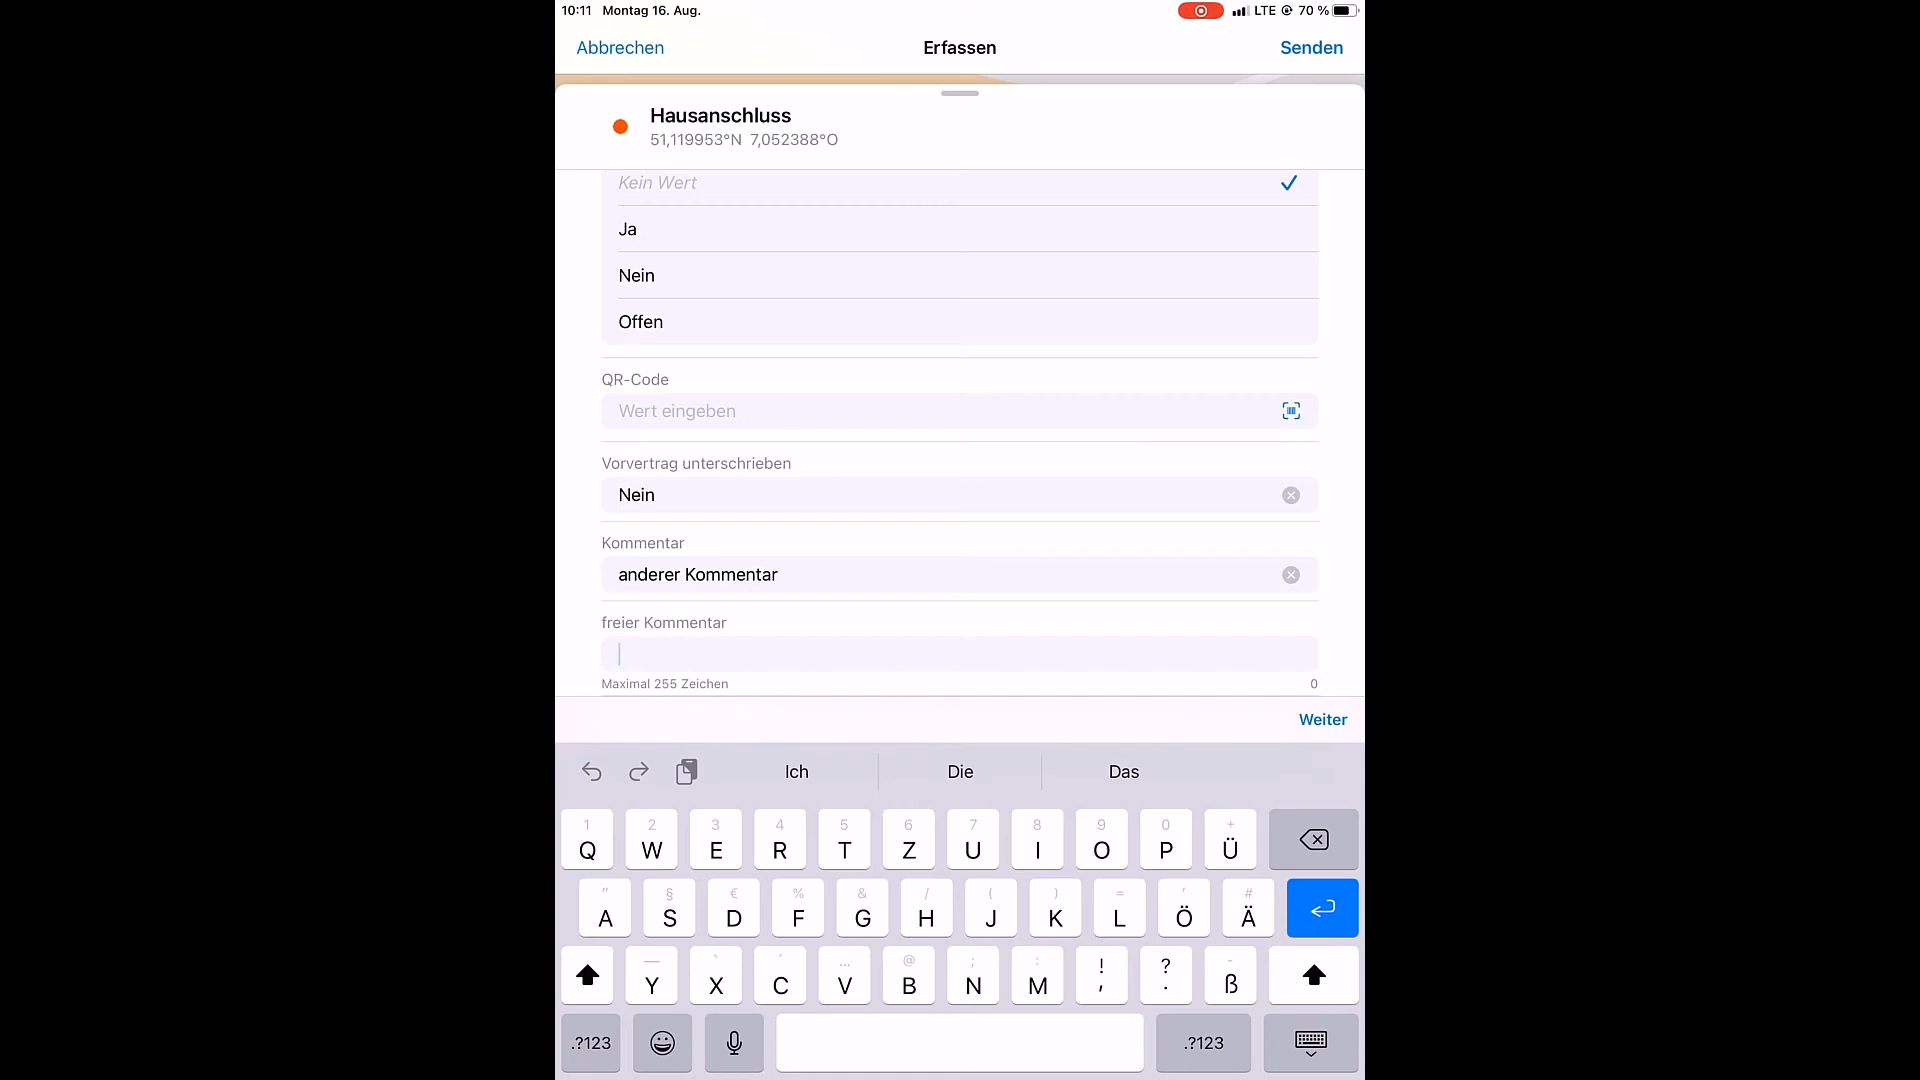 10:11 Montag 16. Aug. LTE 70 %
Abbrechen Erfassen Senden
Hausanschluss
51,119953°N 7,052388°O
Kein Wert
Ja
Nein
Offen
QR-Code
Wert eingeben
Vorvertrag unterschrieben
Nein
Kommentar
anderer Kommentar
freier Kommentar
Maximal 255 Zeichen 0
Weiter
Ich Die Das
1 2 3 4 5 6 7 8 9 0 +
Q W E R T Z U I O P Ü
" § € % & / ( ) = ' #
A S D F G H J K L Ö Ä
— ` ´ ... @ ; : ! ? -
Y X C V B N M , . ß
.?123 .?123